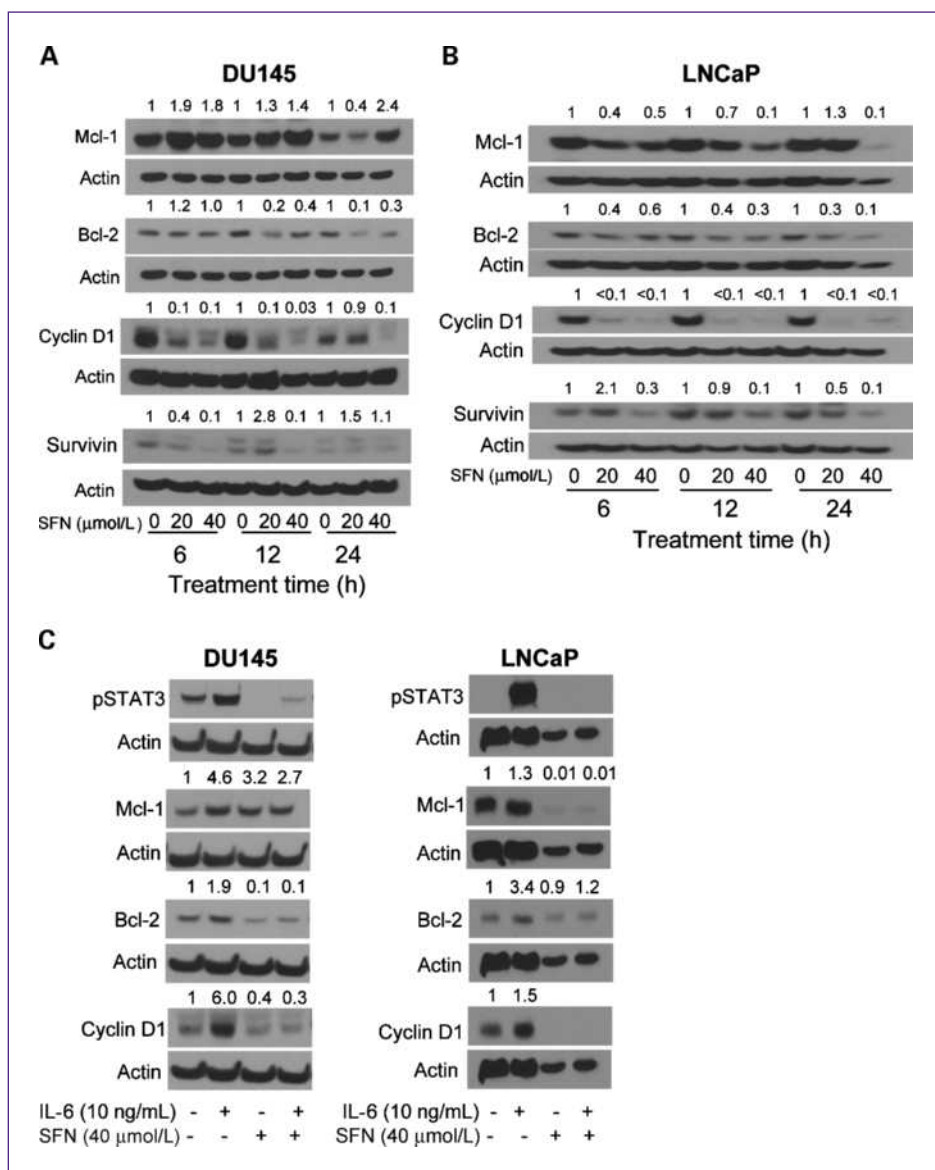 A
DU145
1 1.9 1.8 1 1.3 1.4 1 0.4 2.4
Mcl-1
Actin
1 1.2 1.0 1 0.2 0.4 1 0.1 0.3
Bcl-2
Actin
1 0.1 0.1 1 0.1 0.03 1 0.9 0.1
Cyclin D1
Actin
1 0.4 0.1 1 2.8 0.1 1 1.5 1.1
Survivin
Actin
SFN (μmol/L) 0 20 40 0 20 40 0 20 40
6 12 24
Treatment time (h)
B
LNCaP
1 0.4 0.5 1 0.7 0.1 1 1.3 0.1
Mcl-1
Actin
1 0.4 0.6 1 0.4 0.3 1 0.3 0.1
Bcl-2
Actin
1 <0.1 <0.1 1 <0.1 <0.1 1 <0.1 <0.1
Cyclin D1
Actin
1 2.1 0.3 1 0.9 0.1 1 0.5 0.1
Survivin
Actin
SFN (μmol/L) 0 20 40 0 20 40 0 20 40
6 12 24
Treatment time (h)
C
DU145
pSTAT3
Actin
1 4.6 3.2 2.7
Mcl-1
Actin
1 1.9 0.1 0.1
Bcl-2
Actin
1 6.0 0.4 0.3
Cyclin D1
Actin
IL-6 (10 ng/mL) - + - +
SFN (40 μmol/L) - - + +
LNCaP
pSTAT3
Actin
1 1.3 0.01 0.01
Mcl-1
Actin
1 3.4 0.9 1.2
Bcl-2
Actin
1 1.5
Cyclin D1
Actin
IL-6 (10 ng/mL) - + - +
SFN (40 μmol/L) - - + +